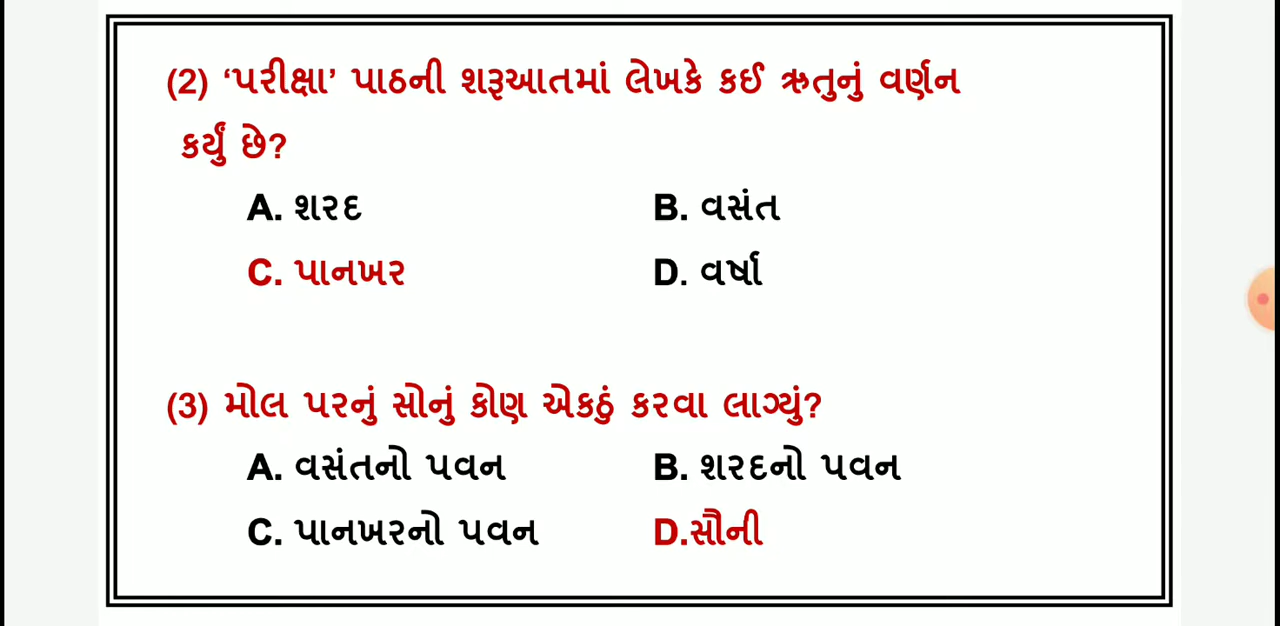 (2) ‘પરીક્ષા’ પાઠની શરૂઆતમાં લેખકે કઈ ઋતુનું વર્ણન
કર્યું છે?
A. શરદ B. વસંત
C. પાનખર D. વર્ષા
(3) મોલ પરનું સોનું કોણ એકઠું કરવા લાગ્યું?
A. વસંતનો પવન B. શરદનો પવન
C. પાનખરનો પવન D.સૌની